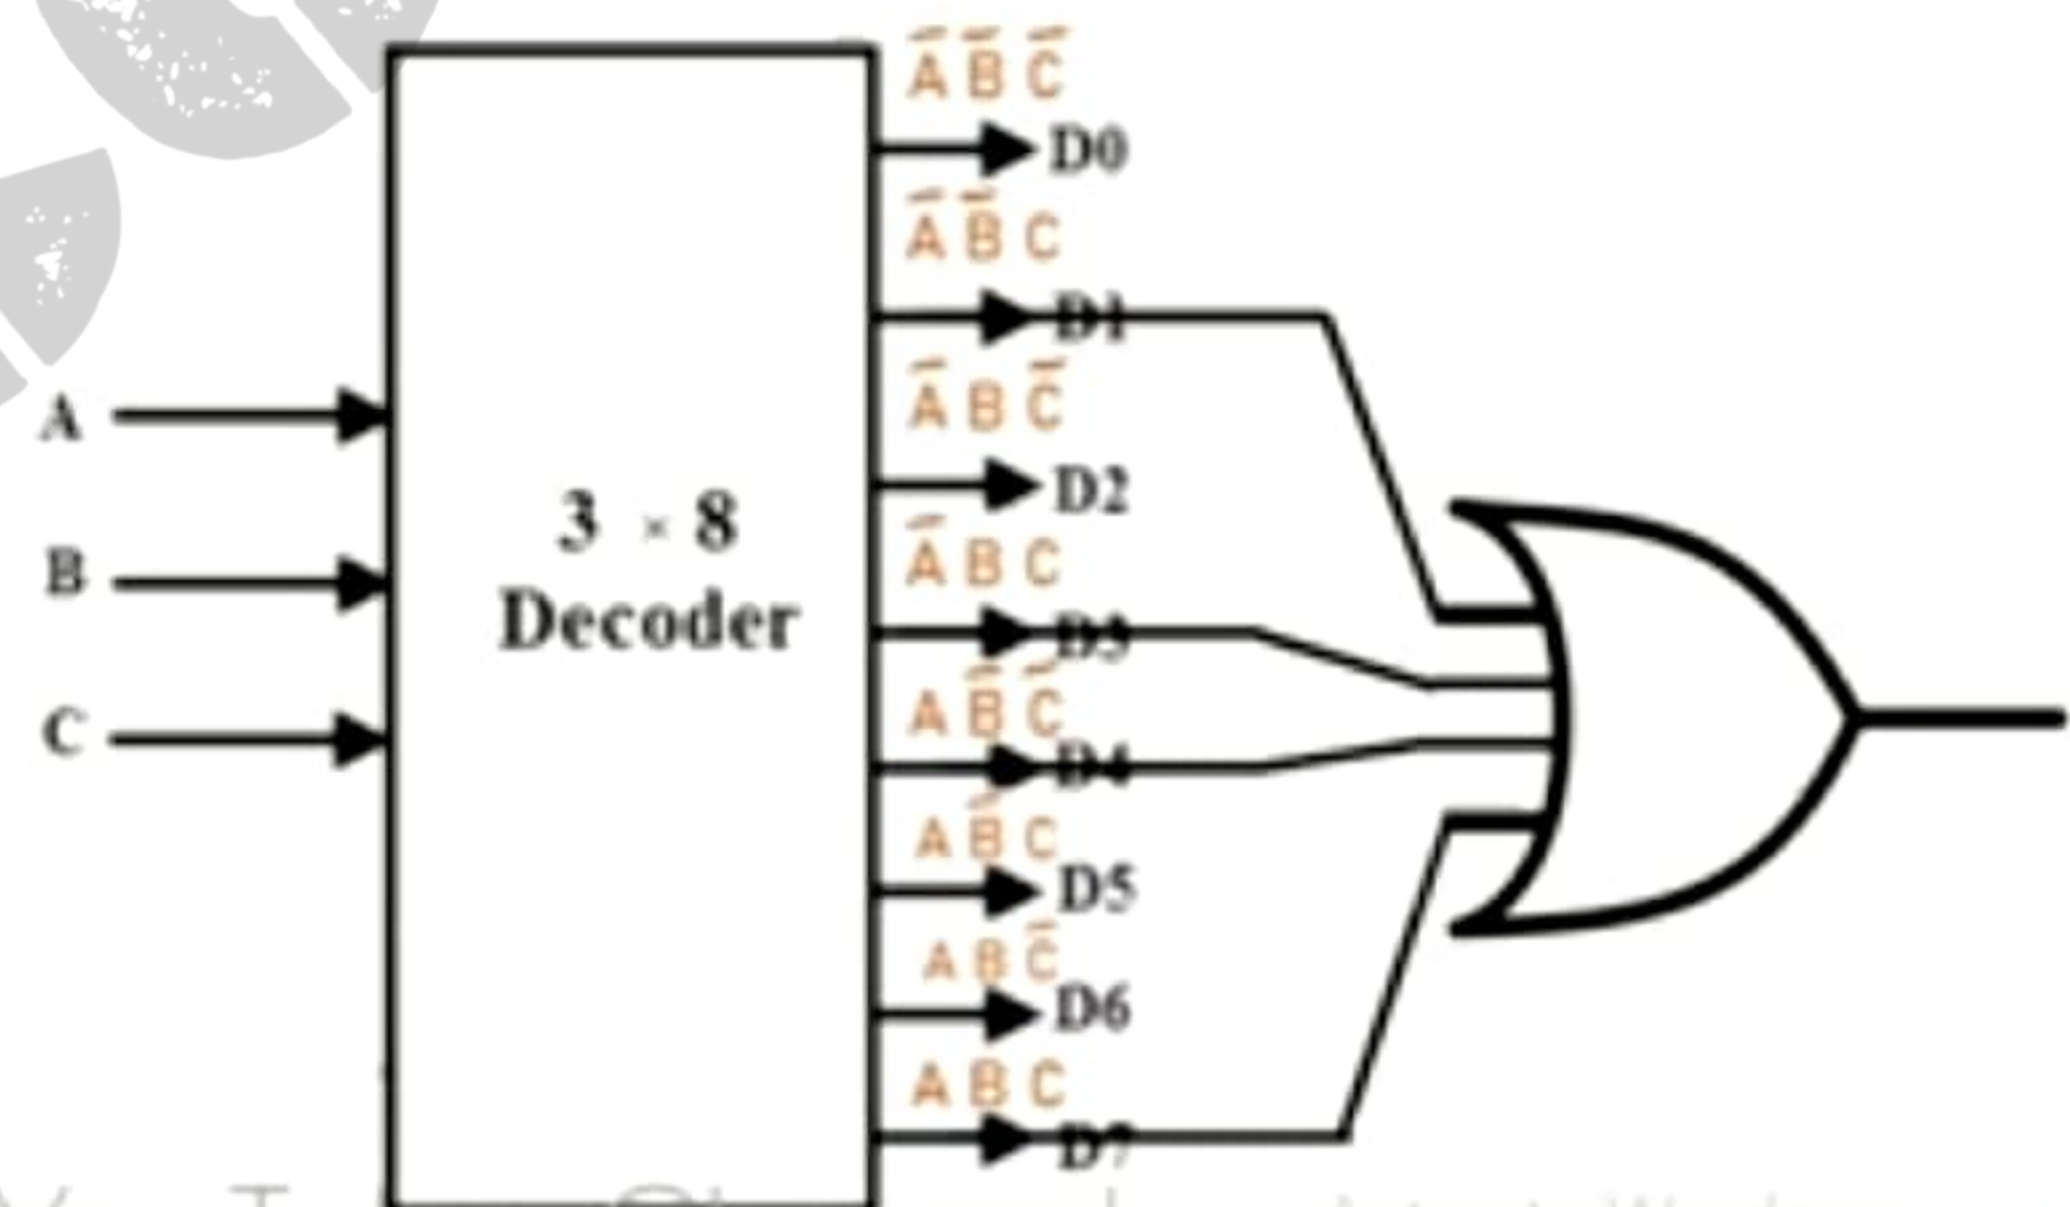 A̅ B̅ C̅
D0
A̅ B̅ C
D1
A̅ B C̅
A
D2
3 × 8
A̅ B C
B
Decoder
D3
A B̅ C̅
C
D4
A B̅ C
D5
A B C̅
D6
A B C
D7